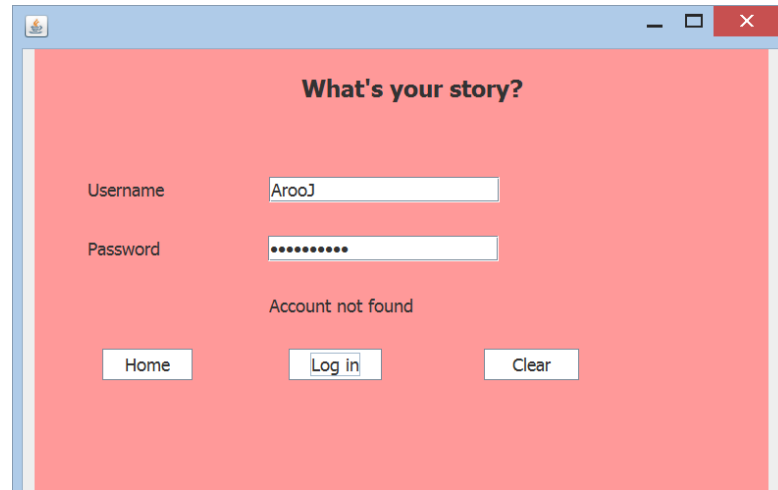 What's your story?
Username ArooJ
Password ••••••••••
Account not found
Home Log in Clear